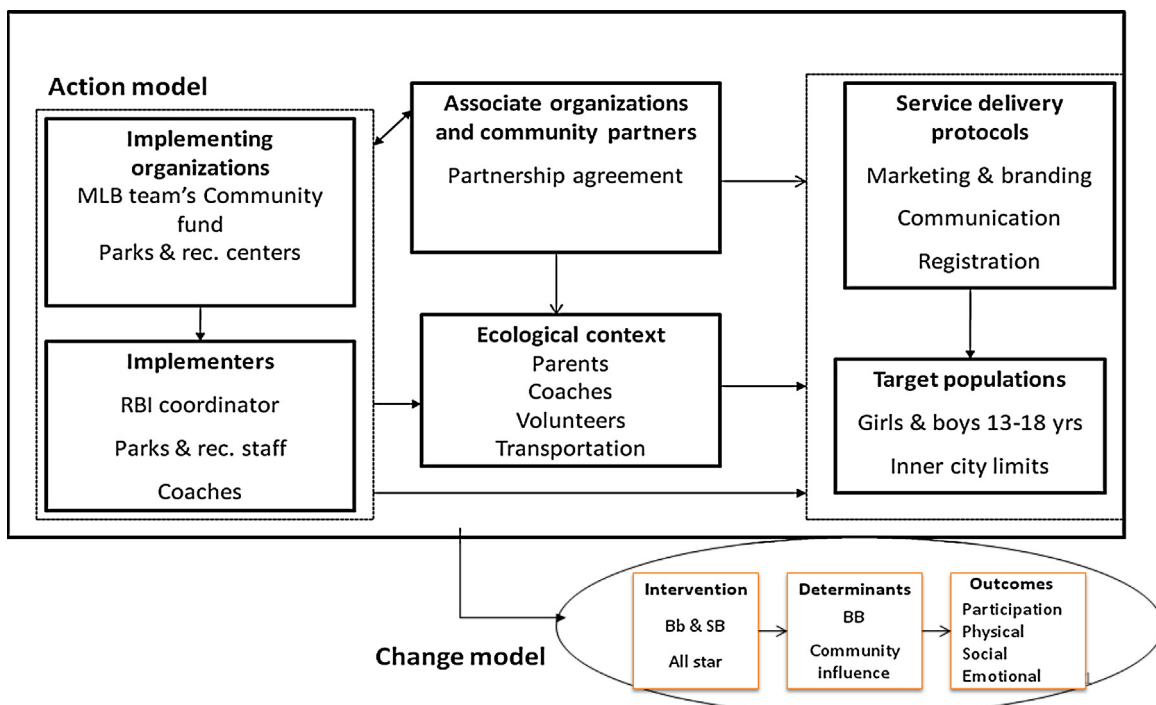 Action model
Implementing
organizations
MLB team's Community
fund
Parks & rec. centers
Implementers
RBI coordinator
Parks & rec. staff
Coaches
Associate organizations
and community partners
Partnership agreement
Ecological context
Parents
Coaches
Volunteers
Transportation
Service delivery
protocols
Marketing & branding
Communication
Registration
Target populations
Girls & boys 13-18 yrs
Inner city limits
Change model
Intervention
Bb & SB
All star
Determinants
BB
Community
influence
Outcomes
Participation
Physical
Social
Emotional